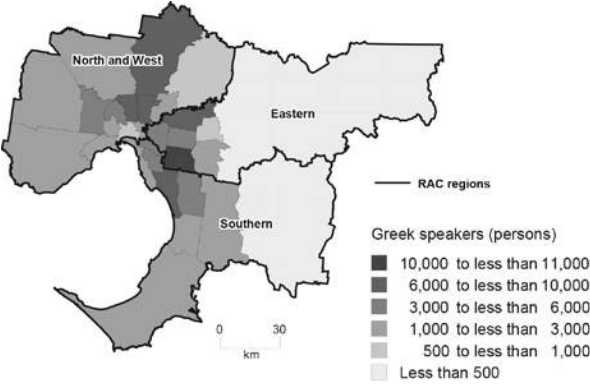 North and West
Eastern
RAC regions
Southern
Greek speakers (persons)
10,000 to less than 11,000
6,000 to less than 10,000
3,000 to less than 6,000
1,000 to less than 3,000
500 to less than 1,000
Less than 500
0 30
km